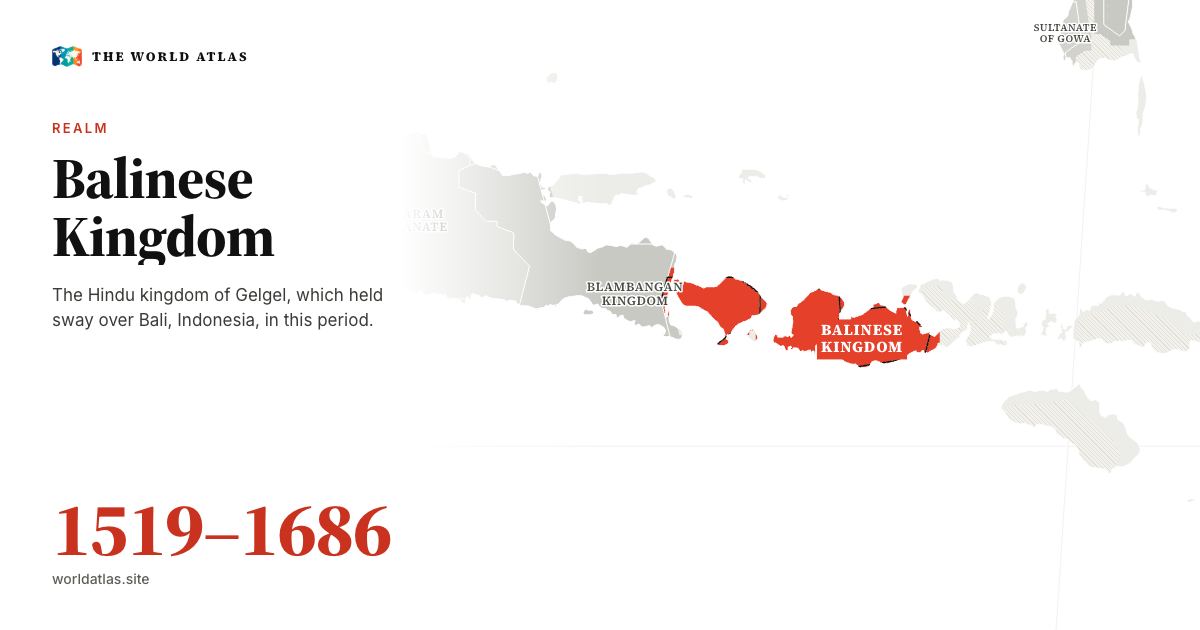 THE WORLD ATLAS
REALM
Balinese
Kingdom
The Hindu kingdom of Gelgel, which held
sway over Bali, Indonesia, in this period.
1519–1686
worldatlas.site
SULTANATE
OF GOWA
BLAMBANGAN
KINGDOM
BALINESE
KINGDOM